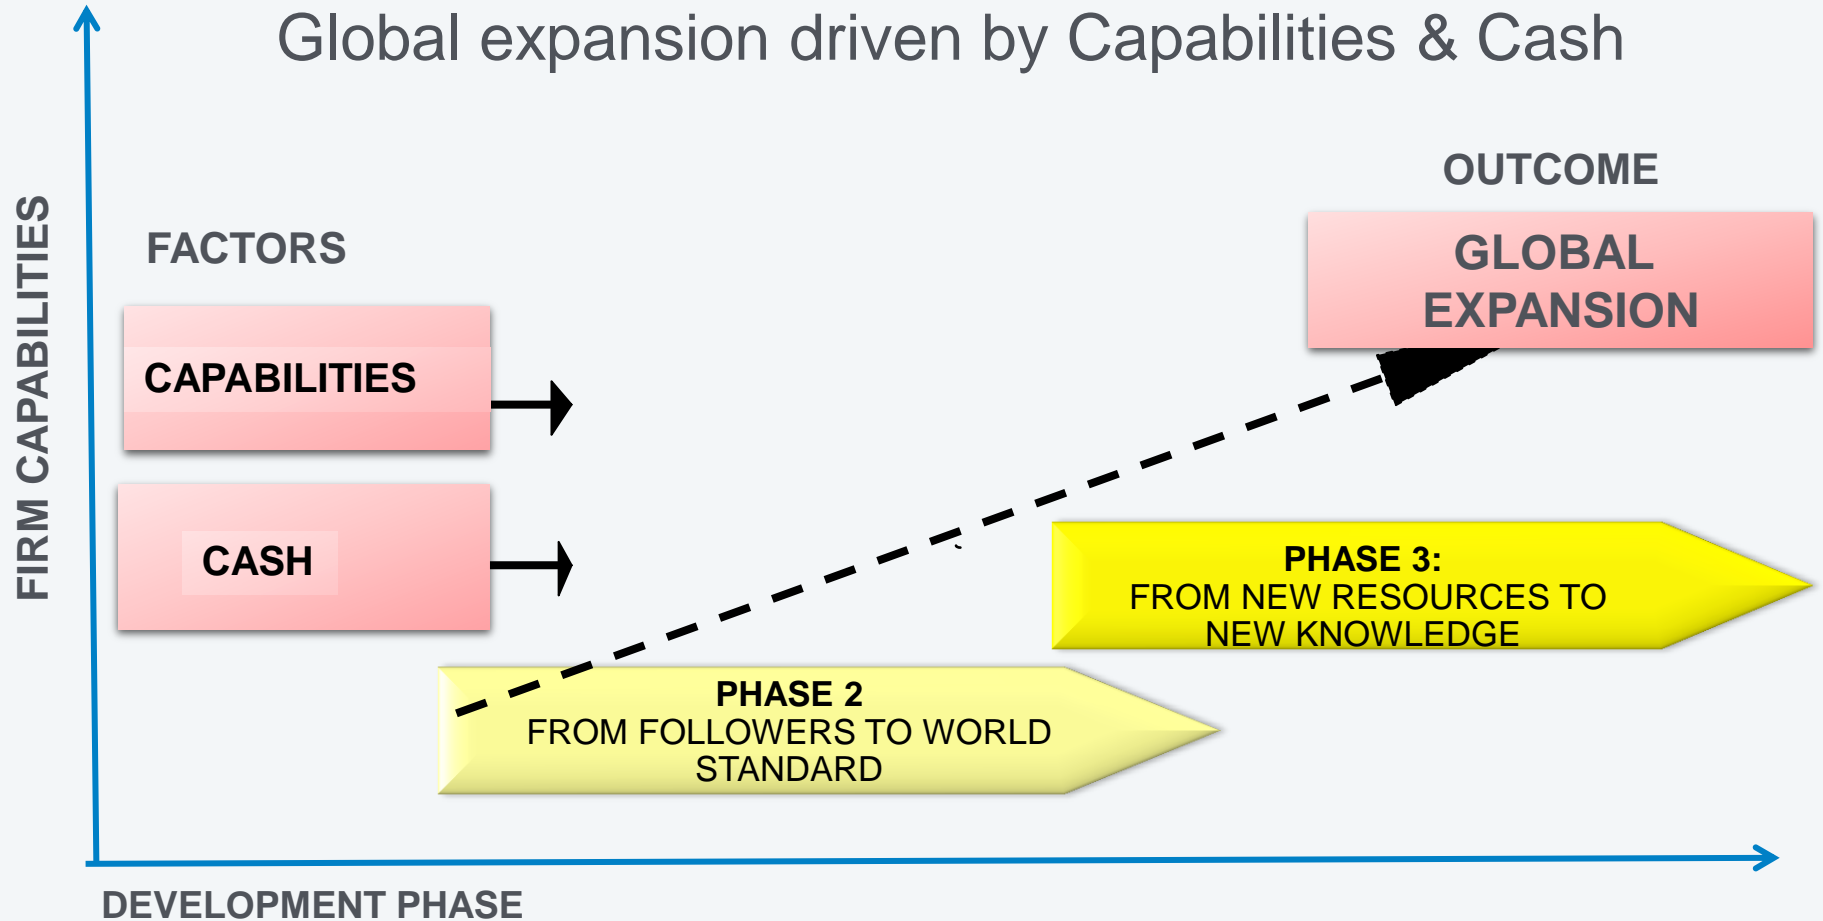 Global expansion driven by Capabilities & Cash
OUTCOME
GLOBAL
EXPANSION
FACTORS
CAPABILITIES
CASH
FIRM CAPABILITIES
PHASE 3:
FROM NEW RESOURCES TO
NEW KNOWLEDGE
PHASE 2
FROM FOLLOWERS TO WORLD
STANDARD
DEVELOPMENT PHASE